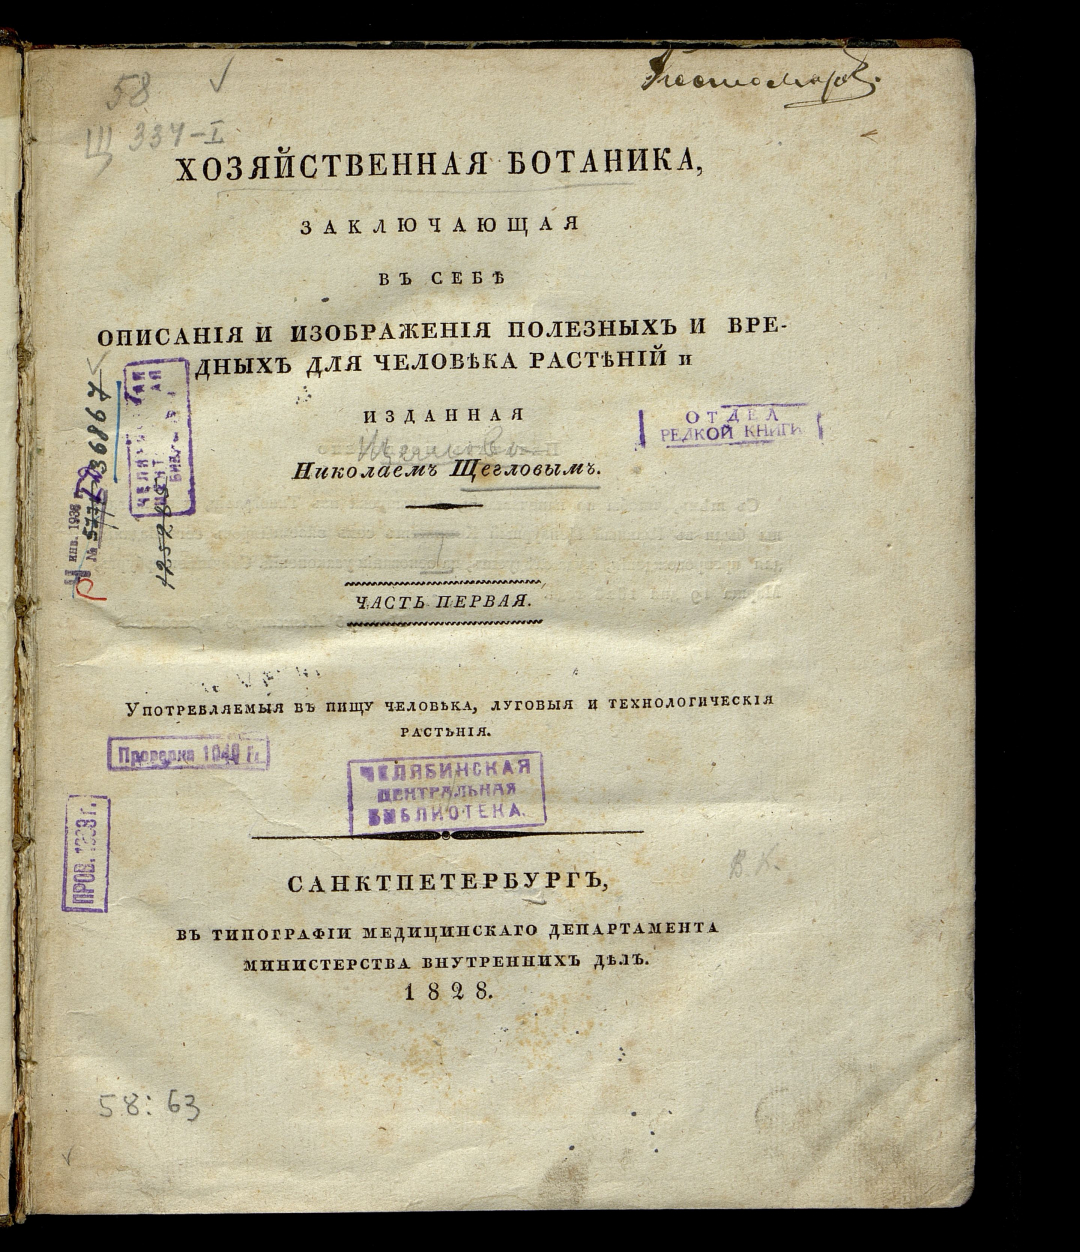 58
Щ 334-I
ХОЗЯЙСТВЕННАЯ БОТАНИКА,
ЗАКЛЮЧАЮЩАЯ
ВЪ СЕБѢ
ОПИСАНІЯ И ИЗОБРАЖЕНІЯ ПОЛЕЗНЫХЪ И ВРЕ-
ДНЫХЪ ДЛЯ ЧЕЛОВѢКА РАСТѢНІЙ и
ИЗДАННАЯ
ОТДЕЛ
РЕДКОЙ КНИГИ
Николаемъ Щегловымъ.
I
ЧАСТЬ ПЕРВАЯ.
Употребляемыя въ пищу человѣка, луговыя и технологическія
растѣнія.
Проверка 1940 г.
ЧЕЛЯБИНСКАЯ
ЦЕНТРАЛЬНАЯ
БИБЛИОТЕКА.
ПРОВ. 1938 г.
В.К.
САНКТПЕТЕРБУРГЪ,
ВЪ ТИПОГРАФІИ МЕДИЦИНСКАГО ДЕПАРТАМЕНТА
МИНИСТЕРСТВА ВНУТРЕННИХЪ ДѢЛЪ.
1828.
58:63